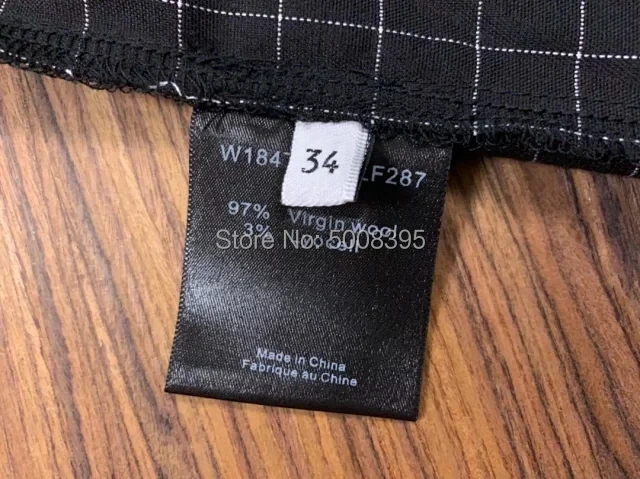 W184
34
LF287
97% Virgin wool
3%
Store No: 5008395
Made in China
Fabrique au Chine